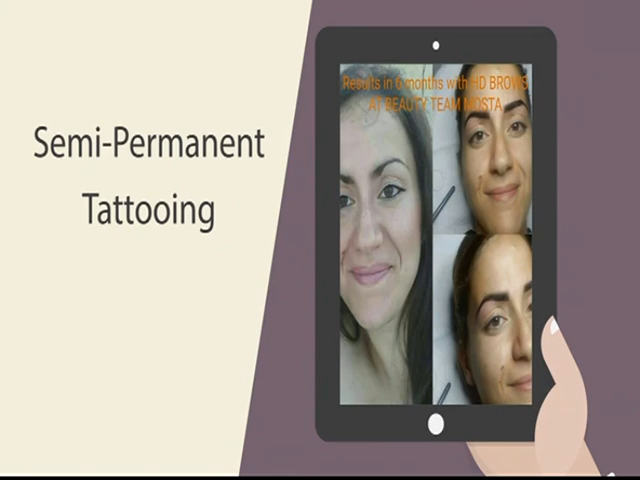 Semi-Permanent
Tattooing
Results in 6 months with HD BROWS
AT BEAUTY TEAM MOSTA